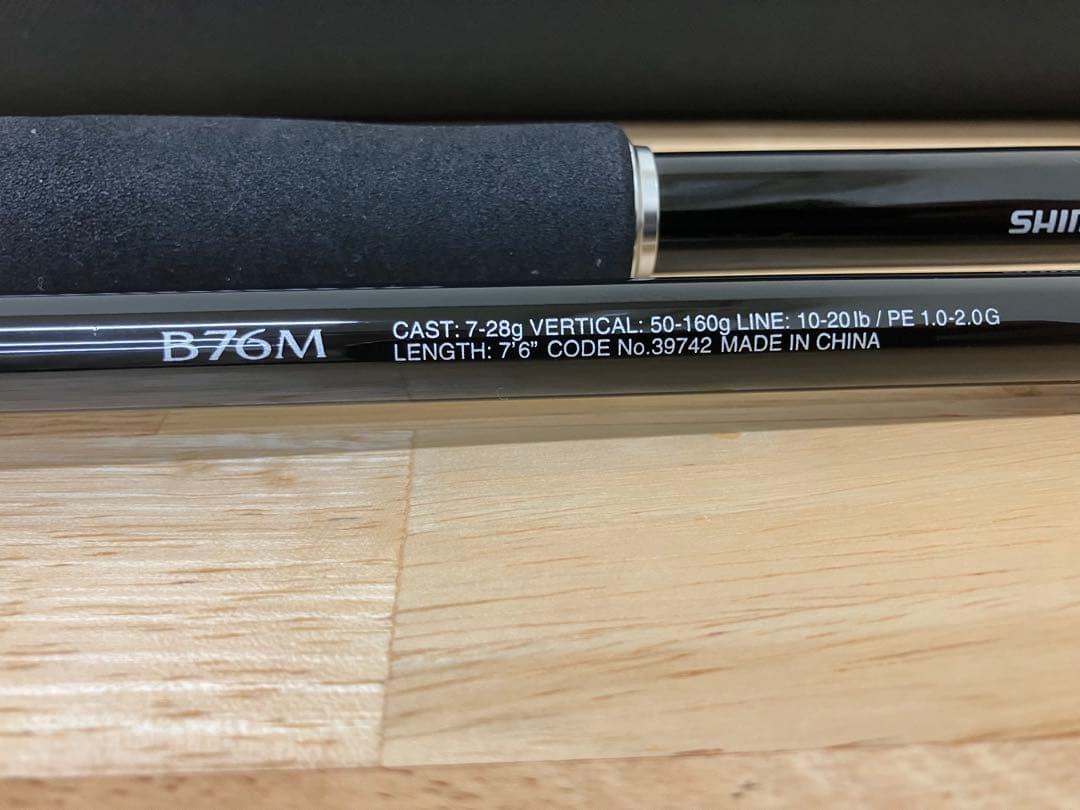 SHI
B76M
CAST: 7-28g VERTICAL: 50-160g LINE: 10-20lb / PE 1.0-2.0G
LENGTH: 7'6" CODE No.39742 MADE IN CHINA